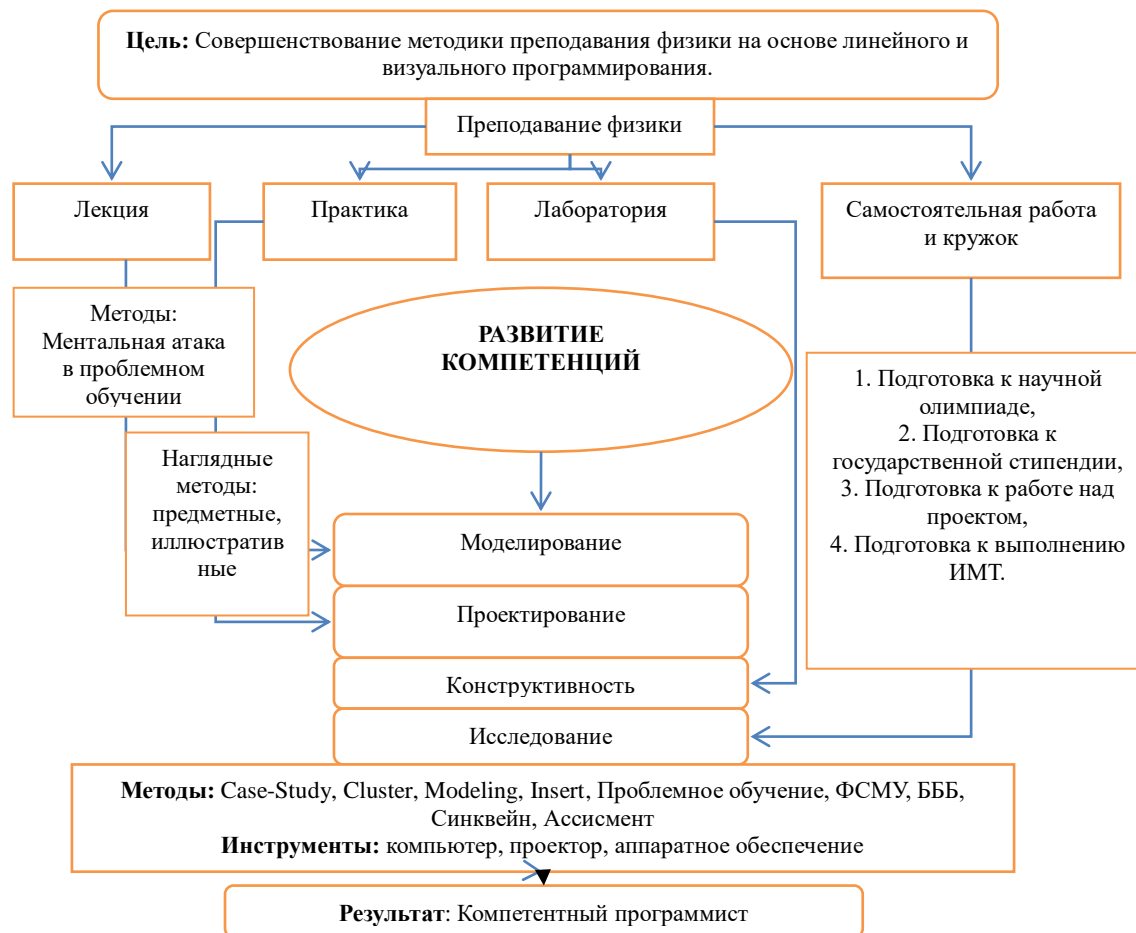 Цель: Совершенствование методики преподавания физики на основе линейного и
визуального программирования.
Преподавание физики
Лекция
Практика
Лаборатория
Самостоятельная работа
и кружок
Методы:
Ментальная атака
в проблемном
обучении
РАЗВИТИЕ
КОМПЕТЕНЦИЙ
1. Подготовка к научной
олимпиаде,
2. Подготовка к
государственной стипендии,
3. Подготовка к работе над
проектом,
4. Подготовка к выполнению
ИМТ.
Наглядные
методы:
предметные,
иллюстратив
ные
Моделирование
Проектирование
Конструктивность
Исследование
Методы: Case-Study, Cluster, Modeling, Insert, Проблемное обучение, ФСМУ, БББ,
Синквейн, Ассисмент
Инструменты: компьютер, проектор, аппаратное обеспечение
Результат: Компетентный программист